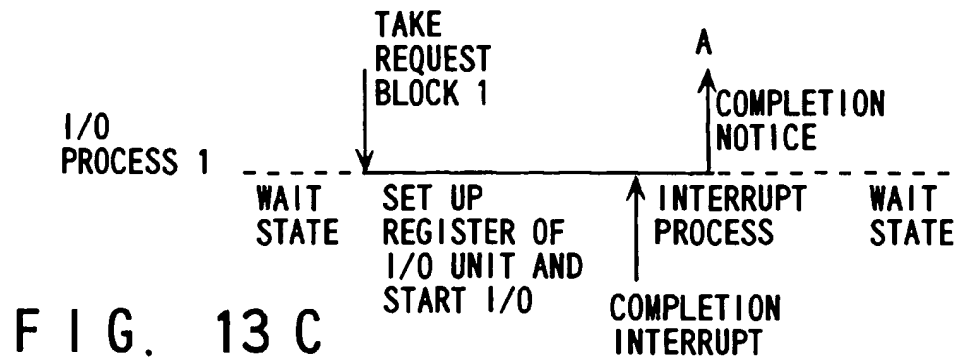 TAKE
REQUEST
BLOCK 1
A
COMPLETION
NOTICE
I/O
PROCESS 1
WAIT
STATE
SET UP
REGISTER OF
I/O UNIT AND
START I/O
INTERRUPT
PROCESS
WAIT
STATE
COMPLETION
INTERRUPT
FIG. 13C